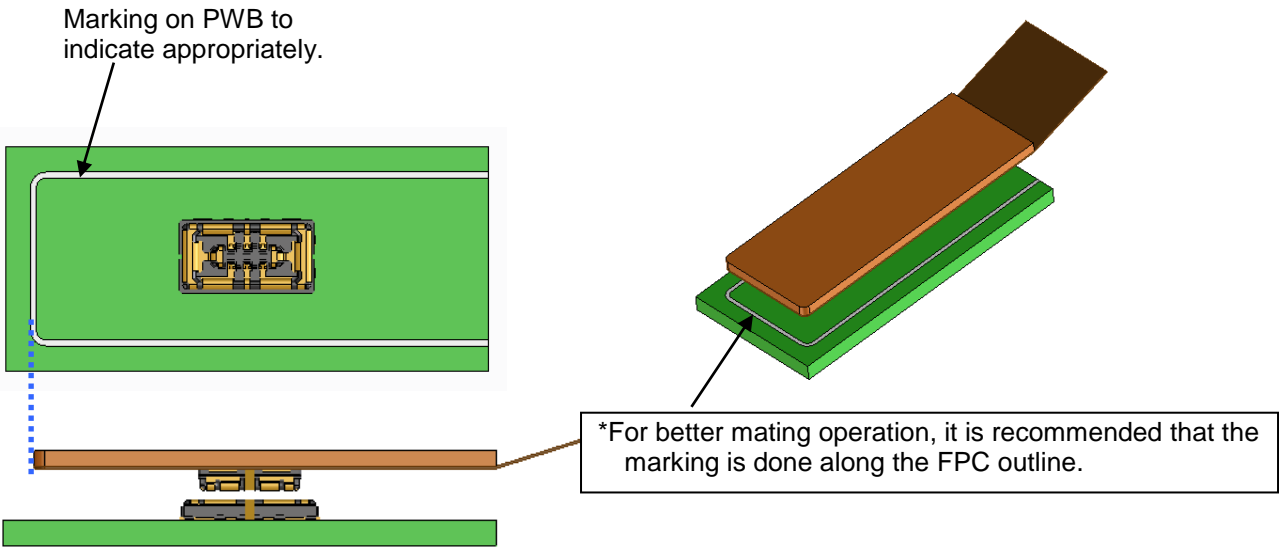 Marking on PWB to
indicate appropriately.
*For better mating operation, it is recommended that the
marking is done along the FPC outline.